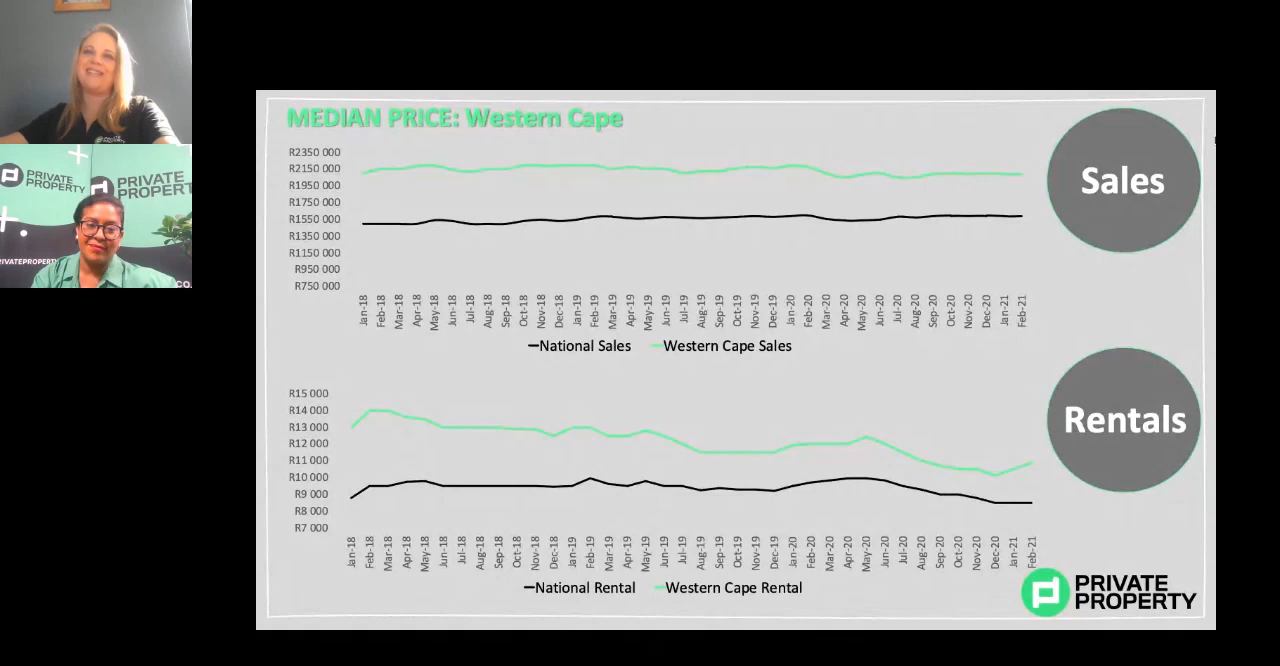 PRIVATE PROPERTY
PRIVATE
PROPERTY
PRIVATE
PROPERT
PRIVATEPROPERT
CO.
MEDIAN PRICE: Western Cape
R2350 000
R2150 000
R1950 000
R1750 000
R1550 000
R1350 000
R1150 000
R950 000
R750 000
Jan-18 Feb-18 Mar-18 Apr-18 May-18 Jun-18 Jul-18 Aug-18 Sep-18 Oct-18 Nov-18 Dec-18 Jan-19 Feb-19 Mar-19 Apr-19 May-19 Jun-19 Jul-19 Aug-19 Sep-19 Oct-19 Nov-19 Dec-19 Jan-20 Feb-20 Mar-20 Apr-20 May-20 Jun-20 Jul-20 Aug-20 Sep-20 Oct-20 Nov-20 Dec-20 Jan-21 Feb-21
National Sales Western Cape Sales
Sales
R15 000
R14 000
R13 000
R12 000
R11 000
R10 000
R9 000
R8 000
R7 000
Jan-18 Feb-18 Mar-18 Apr-18 May-18 Jun-18 Jul-18 Aug-18 Sep-18 Oct-18 Nov-18 Dec-18 Jan-19 Feb-19 Mar-19 Apr-19 May-19 Jun-19 Jul-19 Aug-19 Sep-19 Oct-19 Nov-19 Dec-19 Jan-20 Feb-20 Mar-20 Apr-20 May-20 Jun-20 Jul-20 Aug-20 Sep-20 Oct-20 Nov-20 Dec-20 Jan-21 Feb-21
National Rental Western Cape Rental
Rentals
PRIVATE
PROPERTY